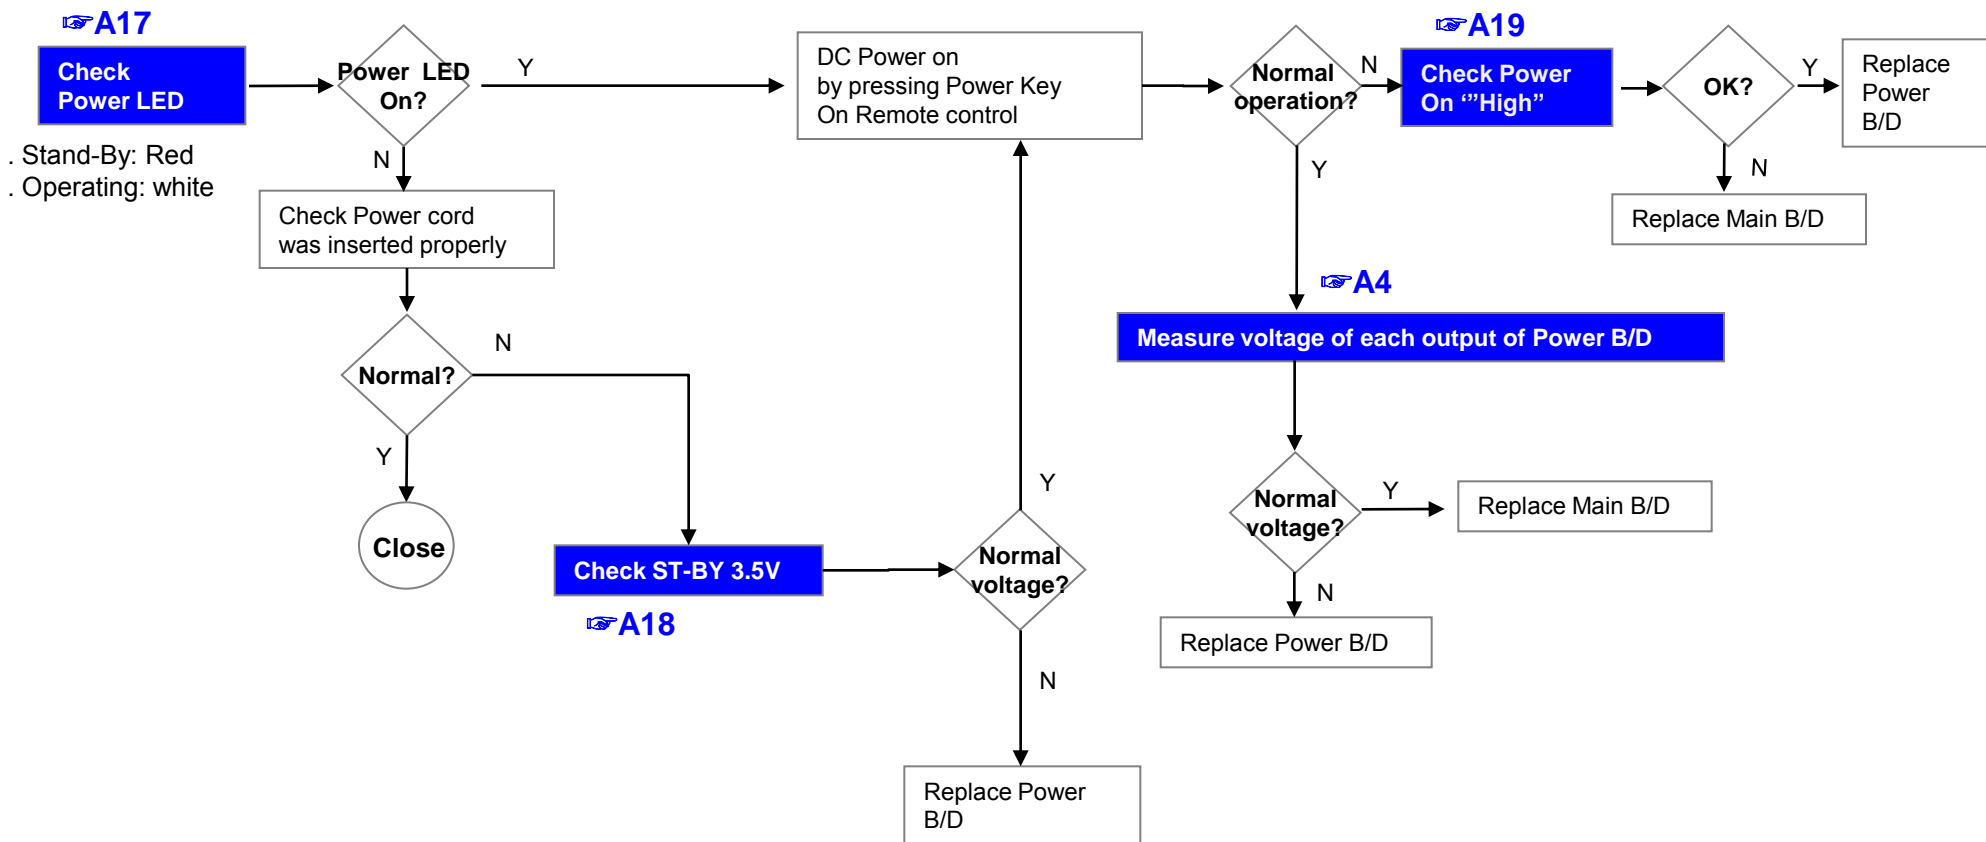 ☞A17
Check
Power LED
. Stand-By: Red
. Operating: white
Power LED
On?
Y
N
DC Power on
by pressing Power Key
On Remote control
Normal
operation?
N
Y
☞A19
Check Power
On ‘”High”
OK?
Y
N
Replace
Power
B/D
Replace Main B/D
Check Power cord
was inserted properly
Normal?
N
Y
Close
Check ST-BY 3.5V
☞A18
Normal
voltage?
Y
N
Replace Power
B/D
☞A4
Measure voltage of each output of Power B/D
Normal
voltage?
Y
N
Replace Main B/D
Replace Power B/D